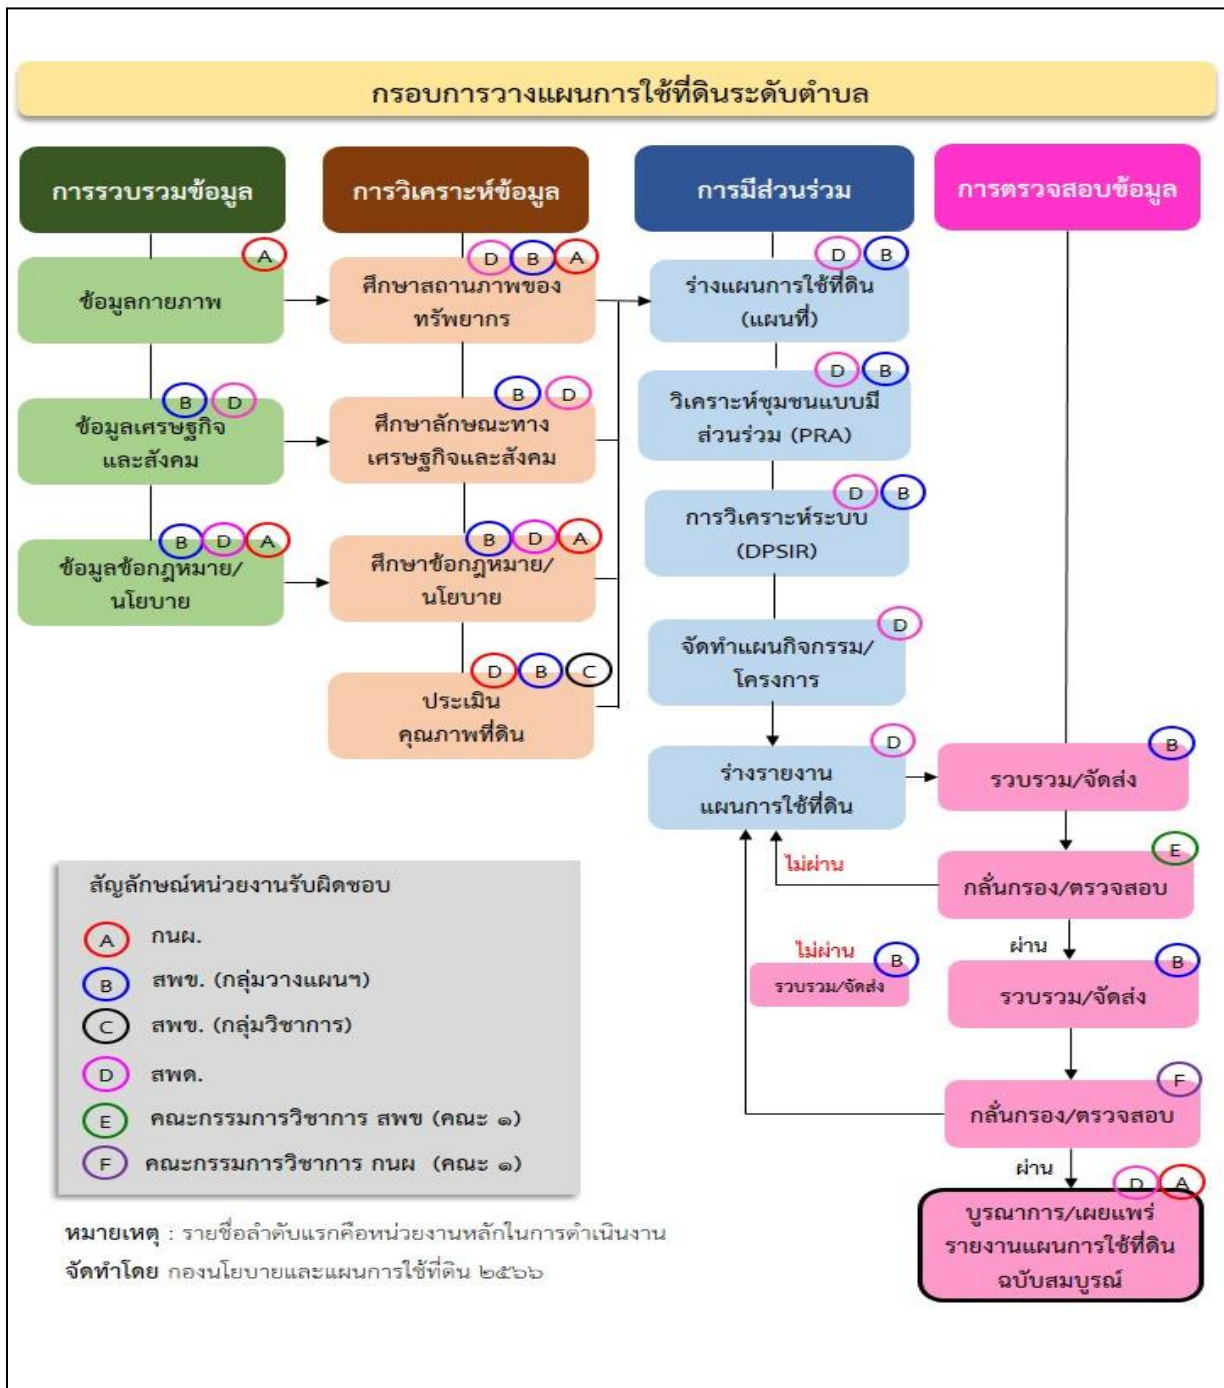 กรอบการวางแผนการใช้ที่ดินระดับตำบล
การรวบรวมข้อมูล
A
ข้อมูลกายภาพ
B D
ข้อมูลเศรษฐกิจ
และสังคม
B D A
ข้อมูลข้อกฎหมาย/
นโยบาย
การวิเคราะห์ข้อมูล
D B A
ศึกษาสถานภาพของ
ทรัพยากร
B D
ศึกษาลักษณะทาง
เศรษฐกิจและสังคม
B D A
ศึกษาข้อกฎหมาย/
นโยบาย
D B C
ประเมิน
คุณภาพที่ดิน
การมีส่วนร่วม
D B
ร่างแผนการใช้ที่ดิน
(แผนที่)
D B
วิเคราะห์ชุมชนแบบมี
ส่วนร่วม (PRA)
D B
การวิเคราะห์ระบบ
(DPSIR)
D
จัดทำแผนกิจกรรม/
โครงการ
D
ร่างรายงาน
แผนการใช้ที่ดิน
การตรวจสอบข้อมูล
B
รวบรวม/จัดส่ง
E
กลั่นกรอง/ตรวจสอบ
ไม่ผ่าน
ผ่าน
B
รวบรวม/จัดส่ง
ไม่ผ่าน
B
รวบรวม/จัดส่ง
F
กลั่นกรอง/ตรวจสอบ
ผ่าน
D A
บูรณาการ/เผยแพร่
รายงานแผนการใช้ที่ดิน
ฉบับสมบูรณ์
สัญลักษณ์หน่วยงานรับผิดชอบ
A กนผ.
B สพข. (กลุ่มวางแผนฯ)
C สพข. (กลุ่มวิชาการ)
D สพด.
E คณะกรรมการวิชาการ สพข (คณะ ๑)
F คณะกรรมการวิชาการ กนผ (คณะ ๑)
หมายเหตุ : รายชื่อลำดับแรกคือหน่วยงานหลักในการดำเนินงาน
จัดทำโดย กองนโยบายและแผนการใช้ที่ดิน ๒๕๖๖